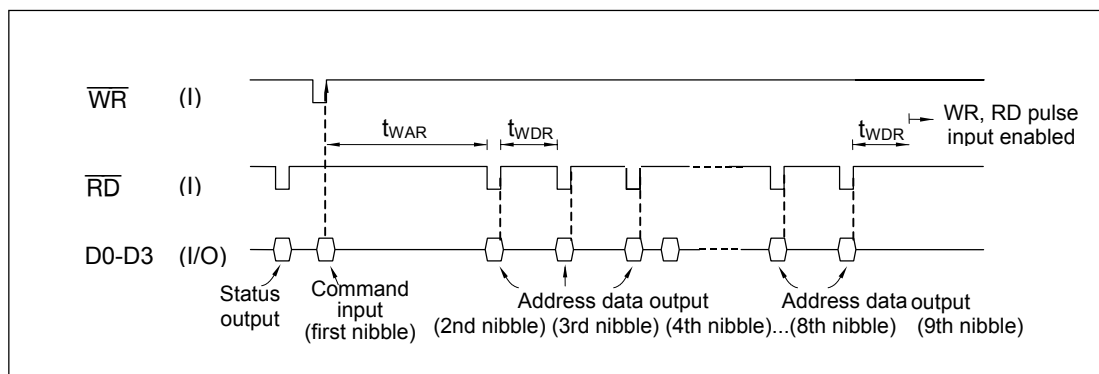 WR (I)
tWAR
tWDR
tWDR
WR, RD pulse
input enabled
RD (I)
D0-D3 (I/O)
Status
output
Command
input
(first nibble)
Address data output
(2nd nibble) (3rd nibble) (4th nibble)...(8th nibble)
Address data output
(9th nibble)